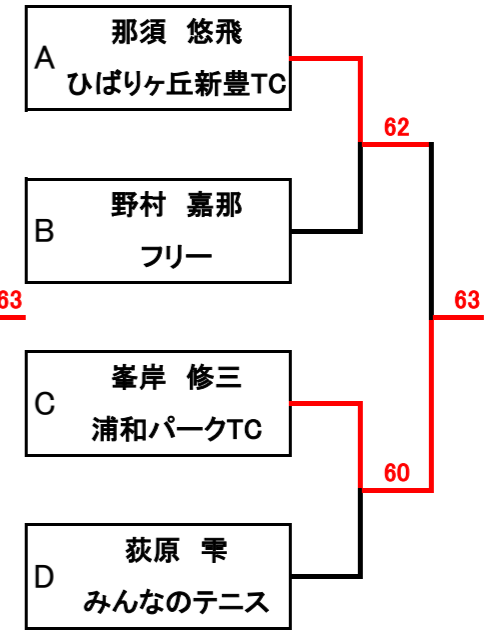 A
那須 悠飛
ひばりヶ丘新豊TC
62
B
野村 嘉那
フリー
63
63
C
峯岸 修三
浦和パークTC
60
D
荻原 雫
みんなのテニス